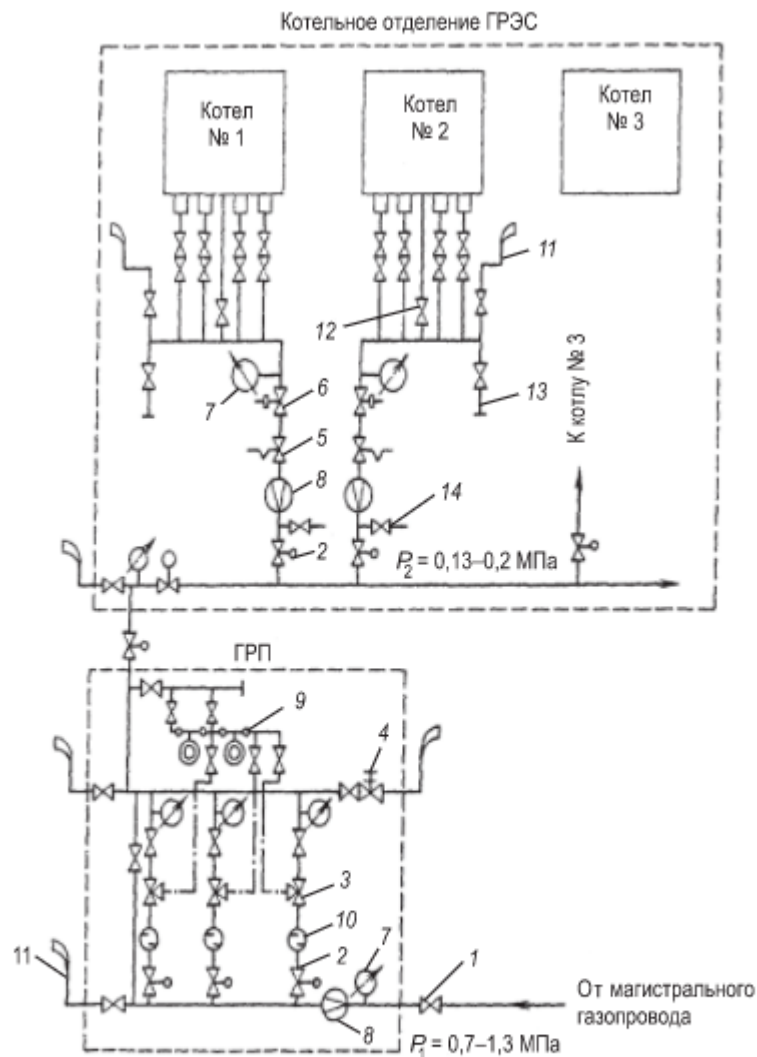 Котельное отделение ГРЭС
Котел
№ 1
Котел
№ 2
Котел
№ 3
11
12
7
6
13
К котлу № 3
5
8
14
2
P2 = 0,13–0,2 МПа
ГРП
9
4
3
10
11
2
7
1
От магистрального
газопровода
8
P1 = 0,7–1,3 МПа